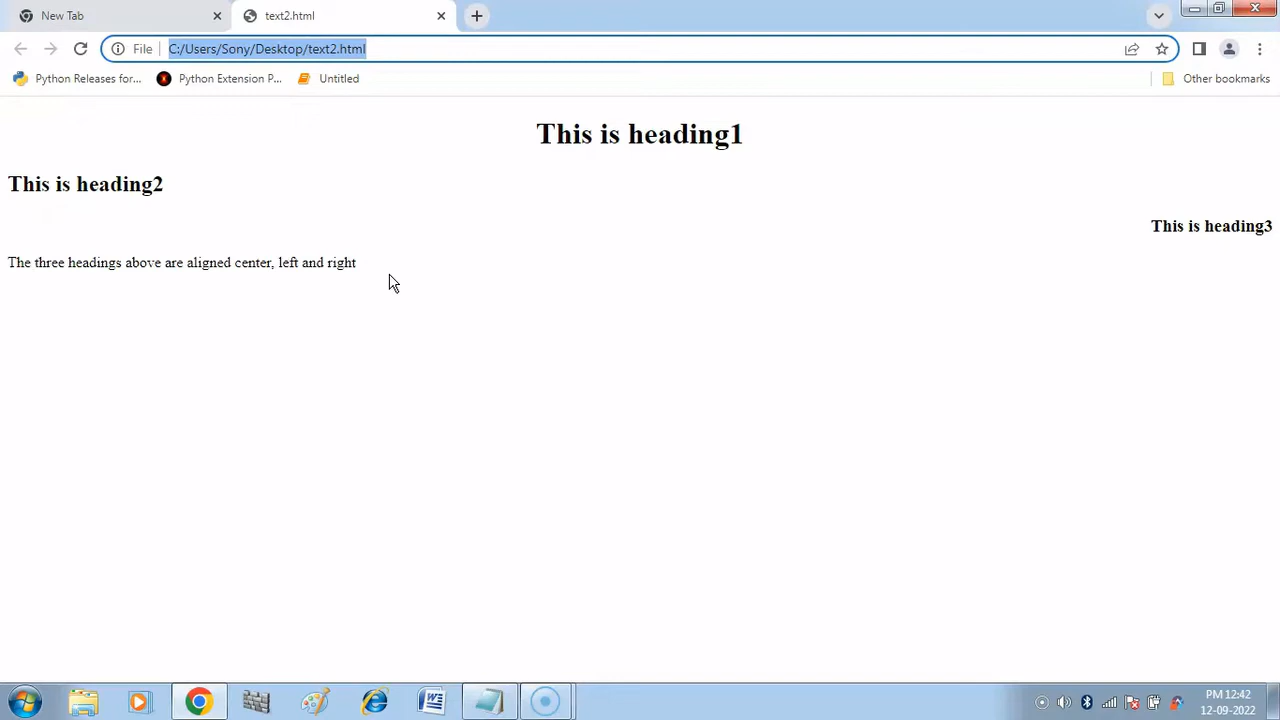 New Tab
text2.html
File
C:/Users/Sony/Desktop/text2.html
Python Releases for...
Python Extension P...
Untitled
Other bookmarks
This is heading1
This is heading2
This is heading3
The three headings above are aligned center, left and right
PM 12:42
12-09-2022